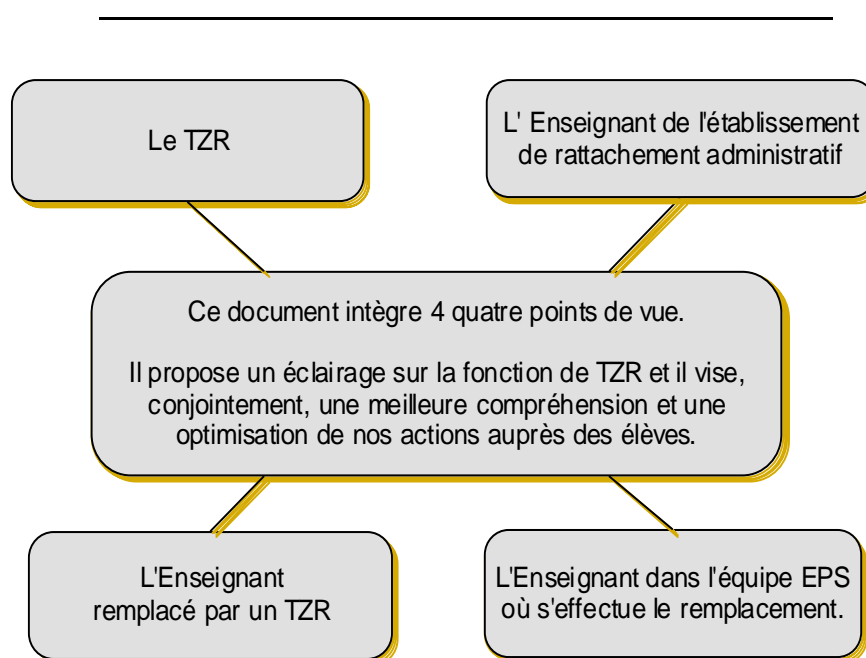 Le TZR
L' Enseignant de l'établissement
de rattachement administratif
Ce document intègre 4 quatre points de vue.
Il propose un éclairage sur la fonction de TZR et il vise,
conjointement, une meilleure compréhension et une
optimisation de nos actions auprès des élèves.
L'Enseignant
remplacé par un TZR
L'Enseignant dans l'équipe EPS
où s'effectue le remplacement.